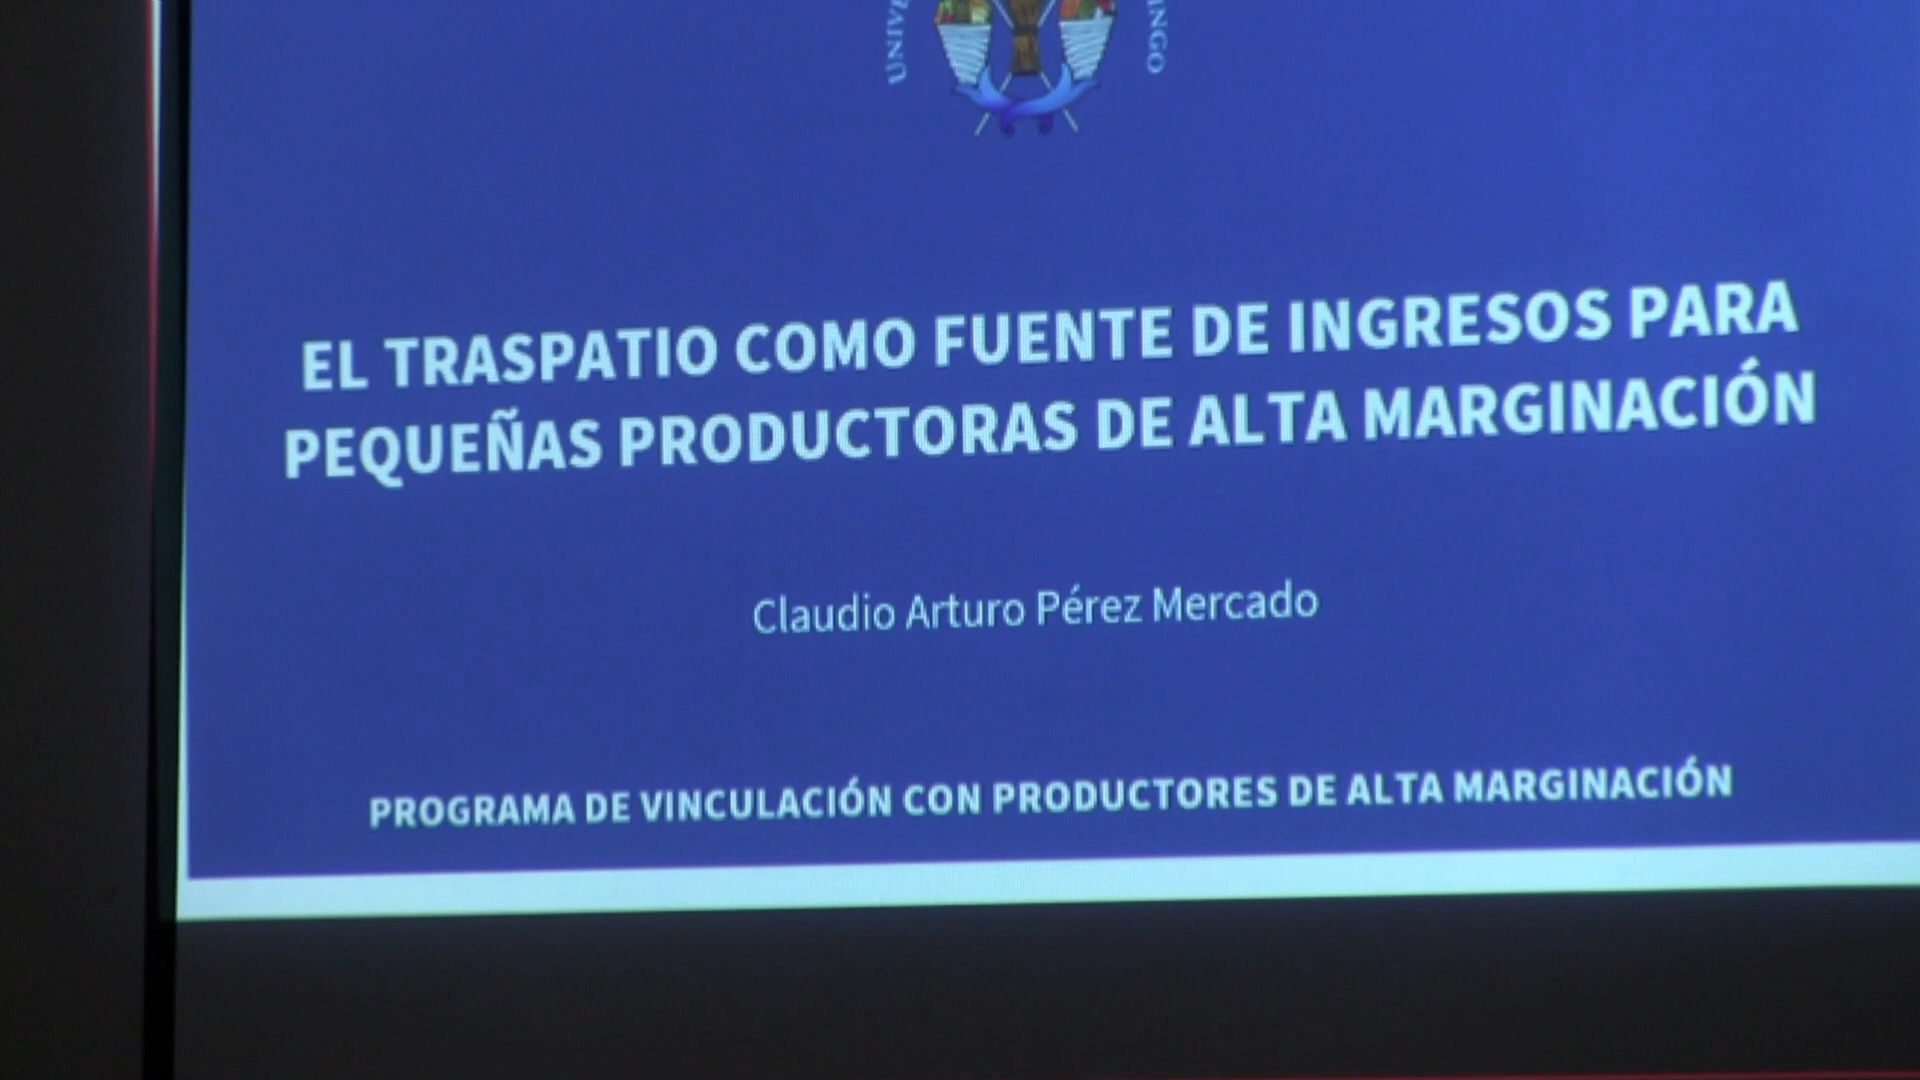 EL TRASPATIO COMO FUENTE DE INGRESOS PARA
PEQUEÑAS PRODUCTORAS DE ALTA MARGINACIÓN
Claudio Arturo Pérez Mercado
PROGRAMA DE VINCULACIÓN CON PRODUCTORES DE ALTA MARGINACIÓN